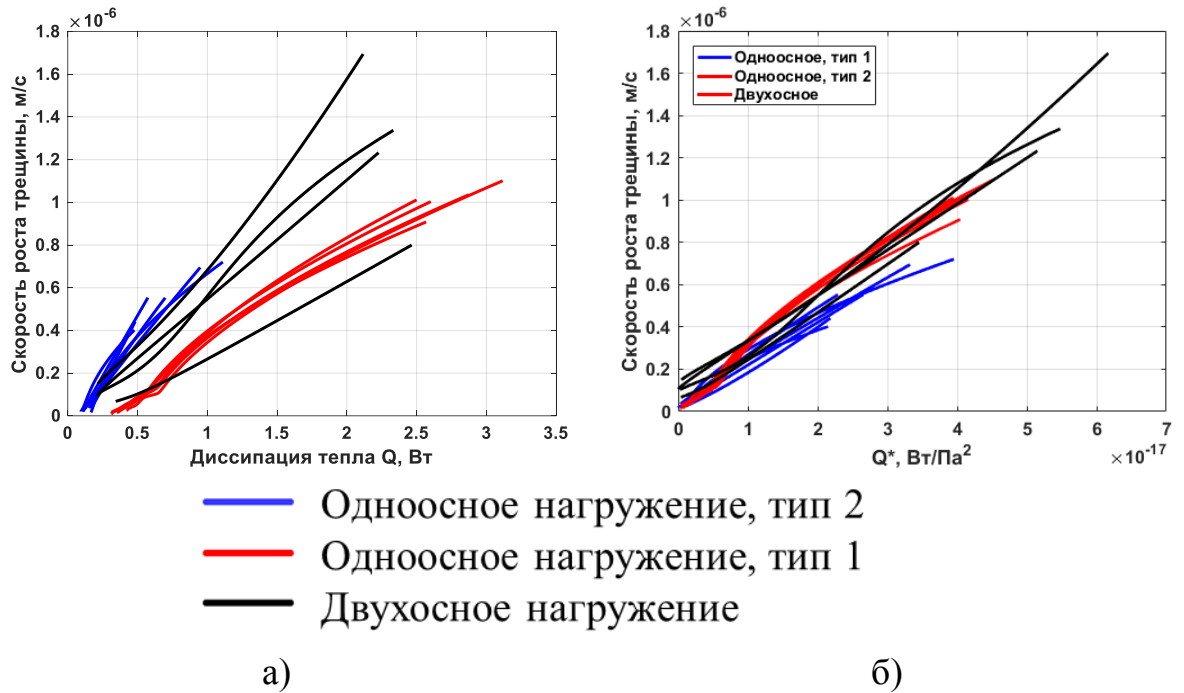 ×10⁻⁶
1.8
1.6
1.4
1.2
1
0.8
0.6
0.4
0.2
0
Скорость роста трещины, м/с
0 0.5 1 1.5 2 2.5 3 3.5
Диссипация тепла Q, Вт
×10⁻⁶
1.8
1.6
1.4
1.2
1
0.8
0.6
0.4
0.2
0
Скорость роста трещины, м/с
Одноосное, тип 1
Одноосное, тип 2
Двухосное
0 1 2 3 4 5 6 7
Q*, Вт/Па²
×10⁻¹⁷
Одноосное нагружение, тип 2
Одноосное нагружение, тип 1
Двухосное нагружение
а) б)